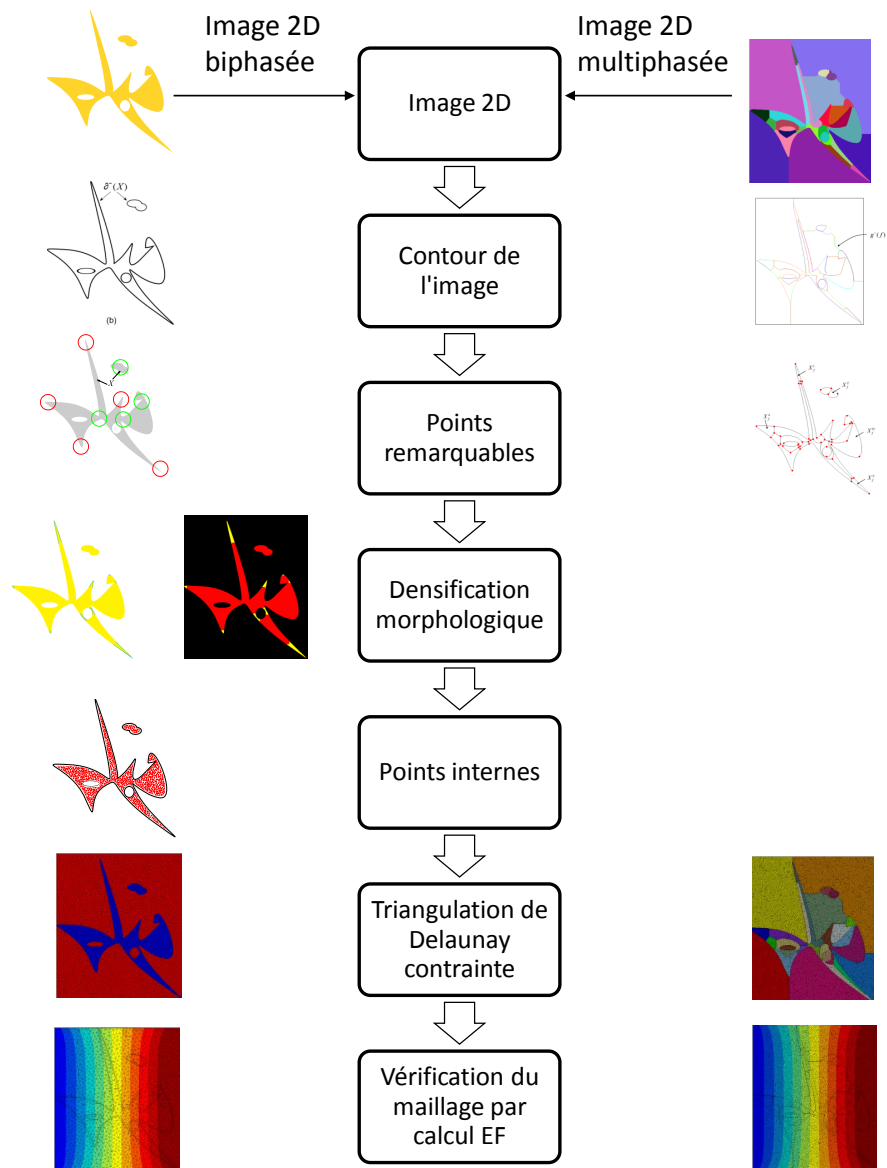 Image 2D
biphasée
Image 2D
multiphasée
Image 2D
∂⁻(X)
Contour de
l'image
g⁻(f)
(b)
X
Points
remarquables
Densification
morphologique
Points internes
Triangulation de
Delaunay
contrainte
Vérification du
maillage par
calcul EF